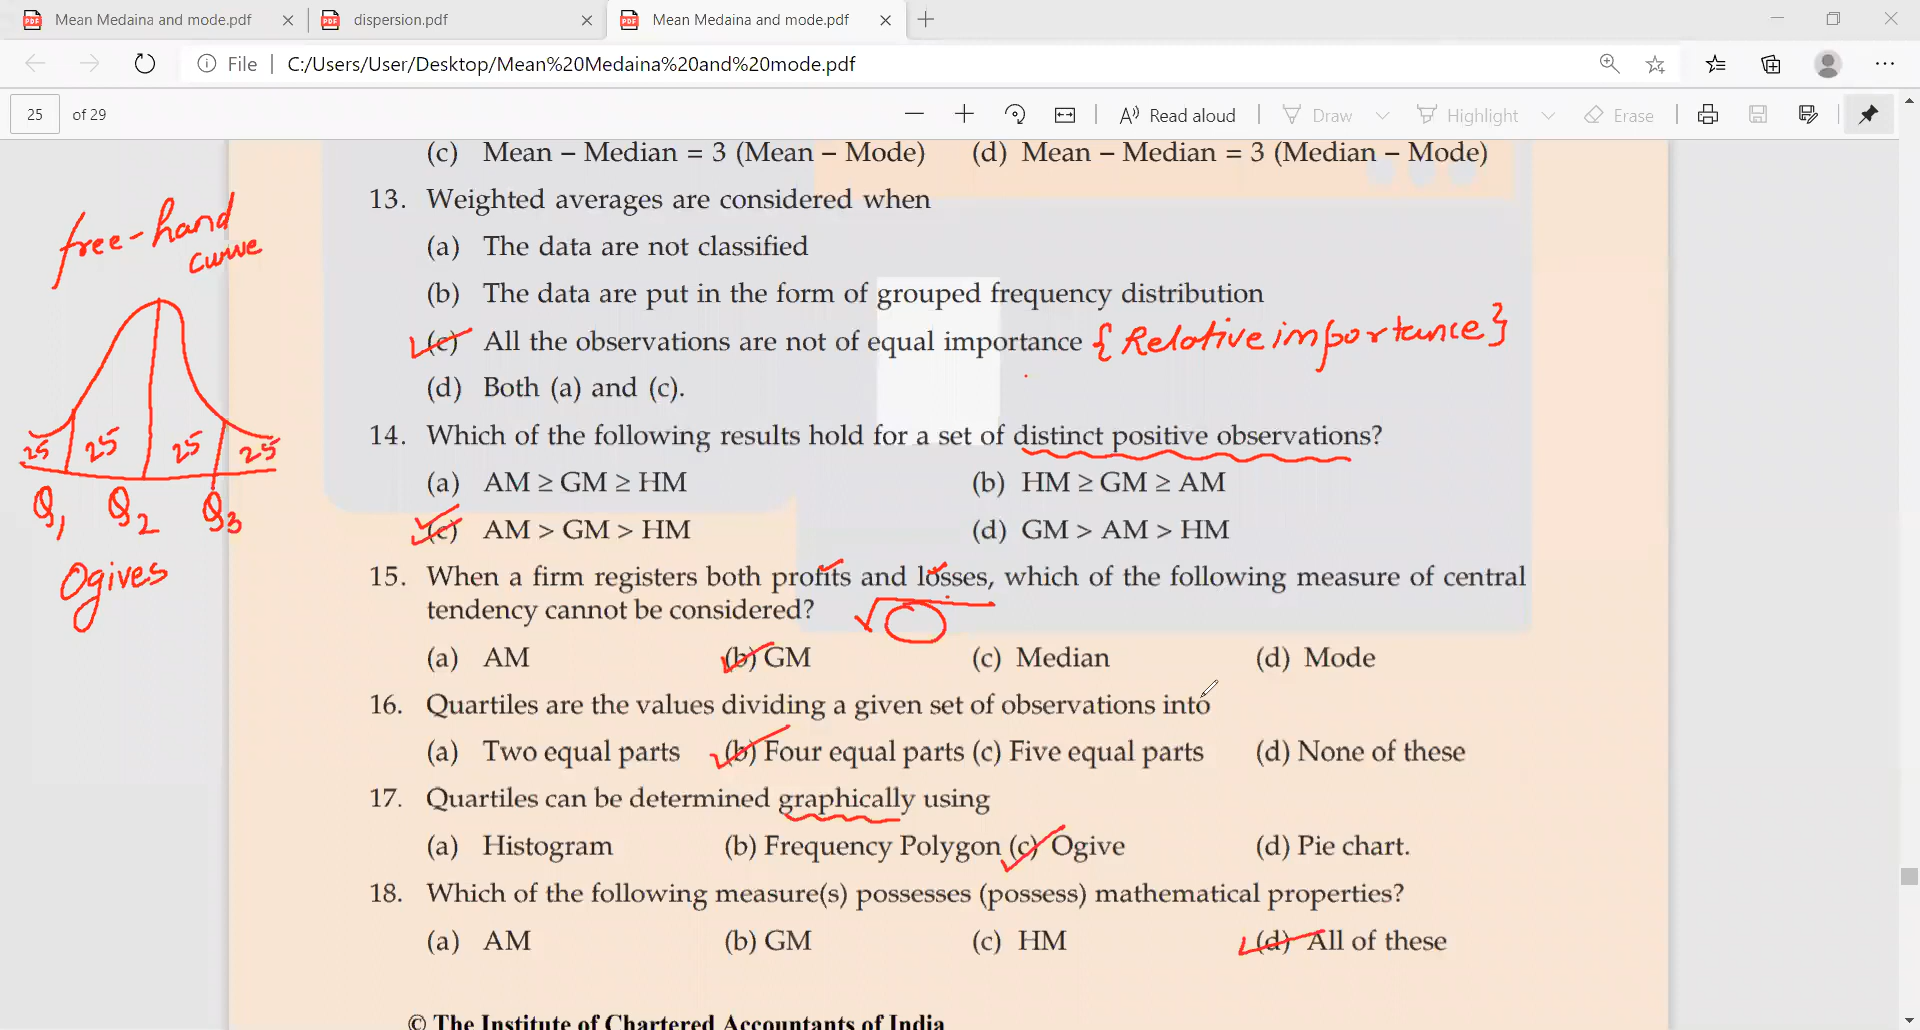 Mean Medaina and mode.pdf
dispersion.pdf
Mean Medaina and mode.pdf
File
C:/Users/User/Desktop/Mean%20Medaina%20and%20mode.pdf
25 of 29
Read aloud
Draw
Highlight
Erase
(c) Mean – Median = 3 (Mean – Mode) (d) Mean – Median = 3 (Median – Mode)
13. Weighted averages are considered when
(a) The data are not classified
(b) The data are put in the form of grouped frequency distribution
(c) All the observations are not of equal importance {Relative importance}
(d) Both (a) and (c).
14. Which of the following results hold for a set of distinct positive observations?
(a) AM ≥ GM ≥ HM (b) HM ≥ GM ≥ AM
(c) AM > GM > HM (d) GM > AM > HM
15. When a firm registers both profits and losses, which of the following measure of central
tendency cannot be considered?
(a) AM (b) GM (c) Median (d) Mode
16. Quartiles are the values dividing a given set of observations into
(a) Two equal parts (b) Four equal parts (c) Five equal parts (d) None of these
17. Quartiles can be determined graphically using
(a) Histogram (b) Frequency Polygon (c) Ogive (d) Pie chart.
18. Which of the following measure(s) possesses (possess) mathematical properties?
(a) AM (b) GM (c) HM (d) All of these
© The Institute of Chartered Accountants of India
free-hand
curve
25 25 25 25
Q1 Q2 Q3
Ogives